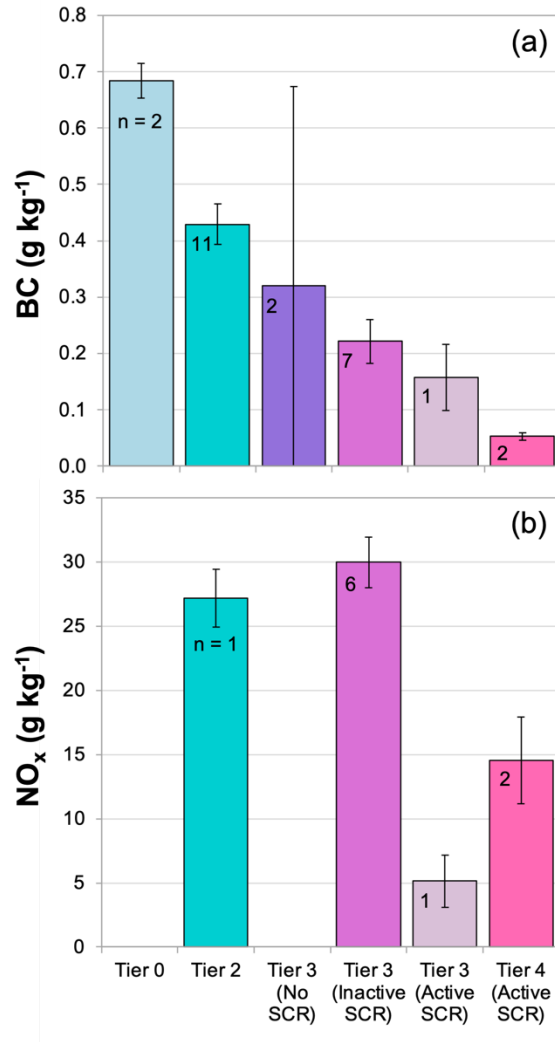 (a)
BC (g kg⁻¹)
0.8
0.7
0.6
0.5
0.4
0.3
0.2
0.1
0.0
n = 2
11
2
7
1
2
(b)
NOₓ (g kg⁻¹)
35
30
25
20
15
10
5
0
n = 1
6
1
2
Tier 0
Tier 2
Tier 3
(No
SCR)
Tier 3
(Inactive
SCR)
Tier 3
(Active
SCR)
Tier 4
(Active
SCR)